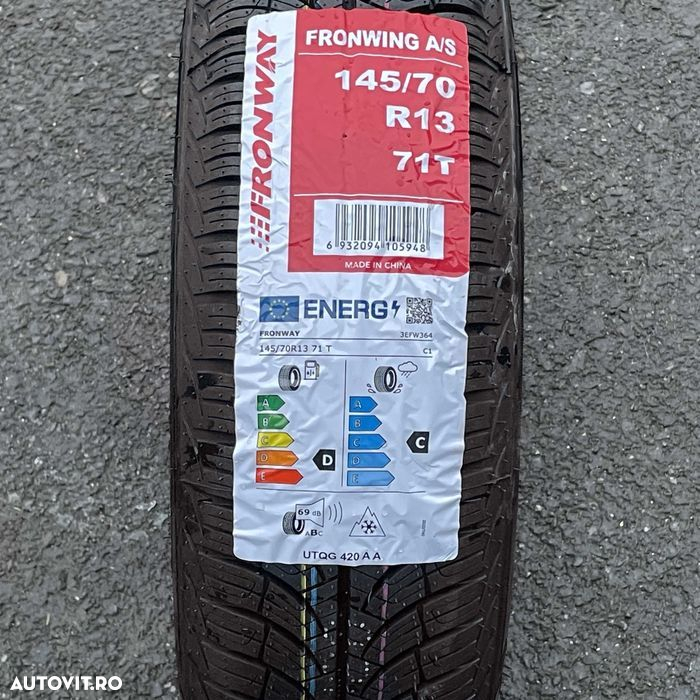 FRONWAY
FRONWING A/S
145/70
R13
71T
6 932094 105948
MADE IN CHINA
ENERG
FRONWAY 3EFW364
145/70R13 71 T C1
A
B
C
D
E
D
A
B
C
D
E
C
69 dB
ABC
UTQG 420 A A
AUTOVIT.RO